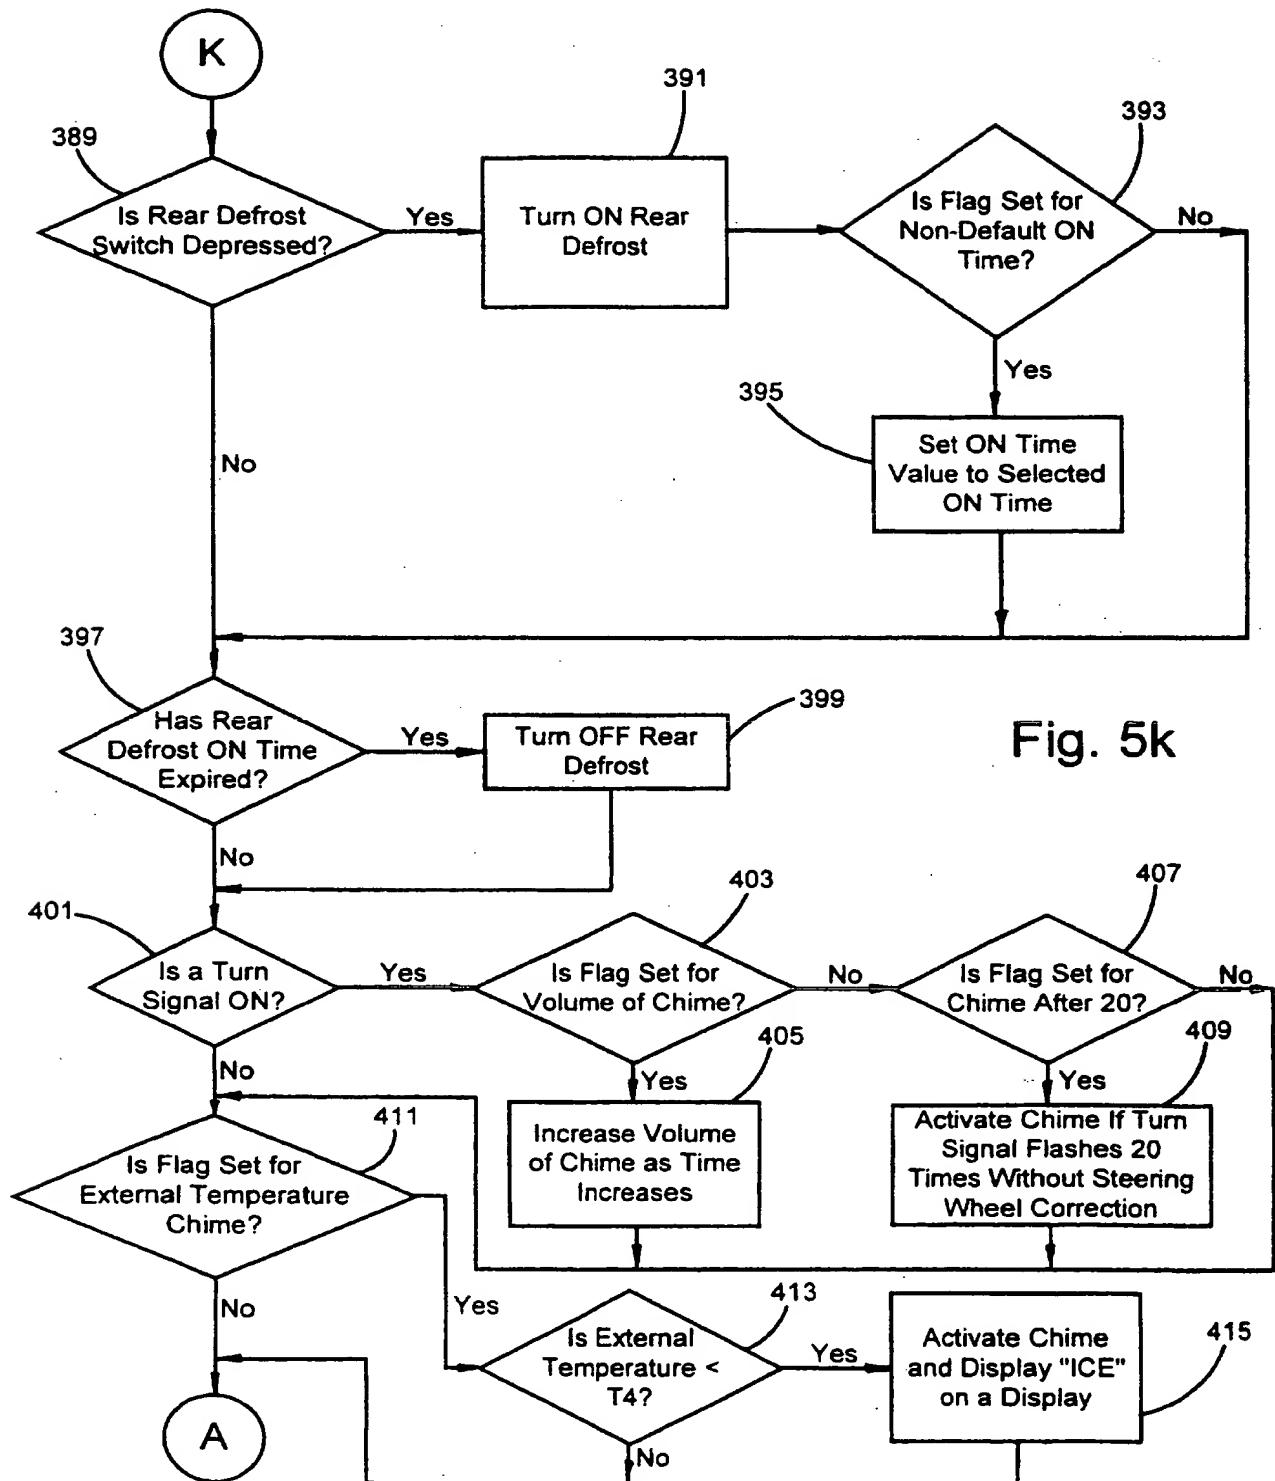 K
389
Is Rear Defrost
Switch Depressed?
Yes
391
Turn ON Rear
Defrost
393
Is Flag Set for
Non-Default ON
Time?
No
Yes
395
Set ON Time
Value to Selected
ON Time
No
397
Has Rear
Defrost ON Time
Expired?
Yes
399
Turn OFF Rear
Defrost
Fig. 5k
No
401
Is a Turn
Signal ON?
Yes
403
Is Flag Set for
Volume of Chime?
No
407
Is Flag Set for
Chime After 20?
No
No
Yes
405
Increase Volume
of Chime as Time
Increases
Yes
409
Activate Chime If Turn
Signal Flashes 20
Times Without Steering
Wheel Correction
411
Is Flag Set for
External Temperature
Chime?
No
Yes
413
Is External
Temperature <
T4?
Yes
415
Activate Chime
and Display "ICE"
on a Display
No
A